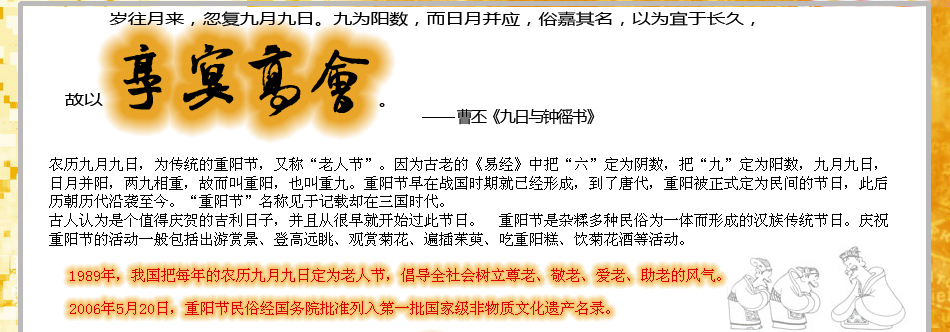 岁往月来，忽复九月九日。九为阳数，而日月并应，俗嘉其名，以为宜于长久，
故以享宴高會。
——曹丕《九日与钟繇书》
农历九月九日，为传统的重阳节，又称“老人节”。因为古老的《易经》中把“六”定为阴数，把“九”定为阳数，九月九日，
日月并阳，两九相重，故而叫重阳，也叫重九。重阳节早在战国时期就已经形成，到了唐代，重阳被正式定为民间的节日，此后
历朝历代沿袭至今。“重阳节”名称见于记载却在三国时代。
古人认为是个值得庆贺的吉利日子，并且从很早就开始过此节日。  重阳节是杂糅多种民俗为一体而形成的汉族传统节日。庆祝
重阳节的活动一般包括出游赏景、登高远眺、观赏菊花、遍插茱萸、吃重阳糕、饮菊花酒等活动。
1989年，我国把每年的农历九月九日定为老人节，倡导全社会树立尊老、敬老、爱老、助老的风气。
2006年5月20日，重阳节民俗经国务院批准列入第一批国家级非物质文化遗产名录。